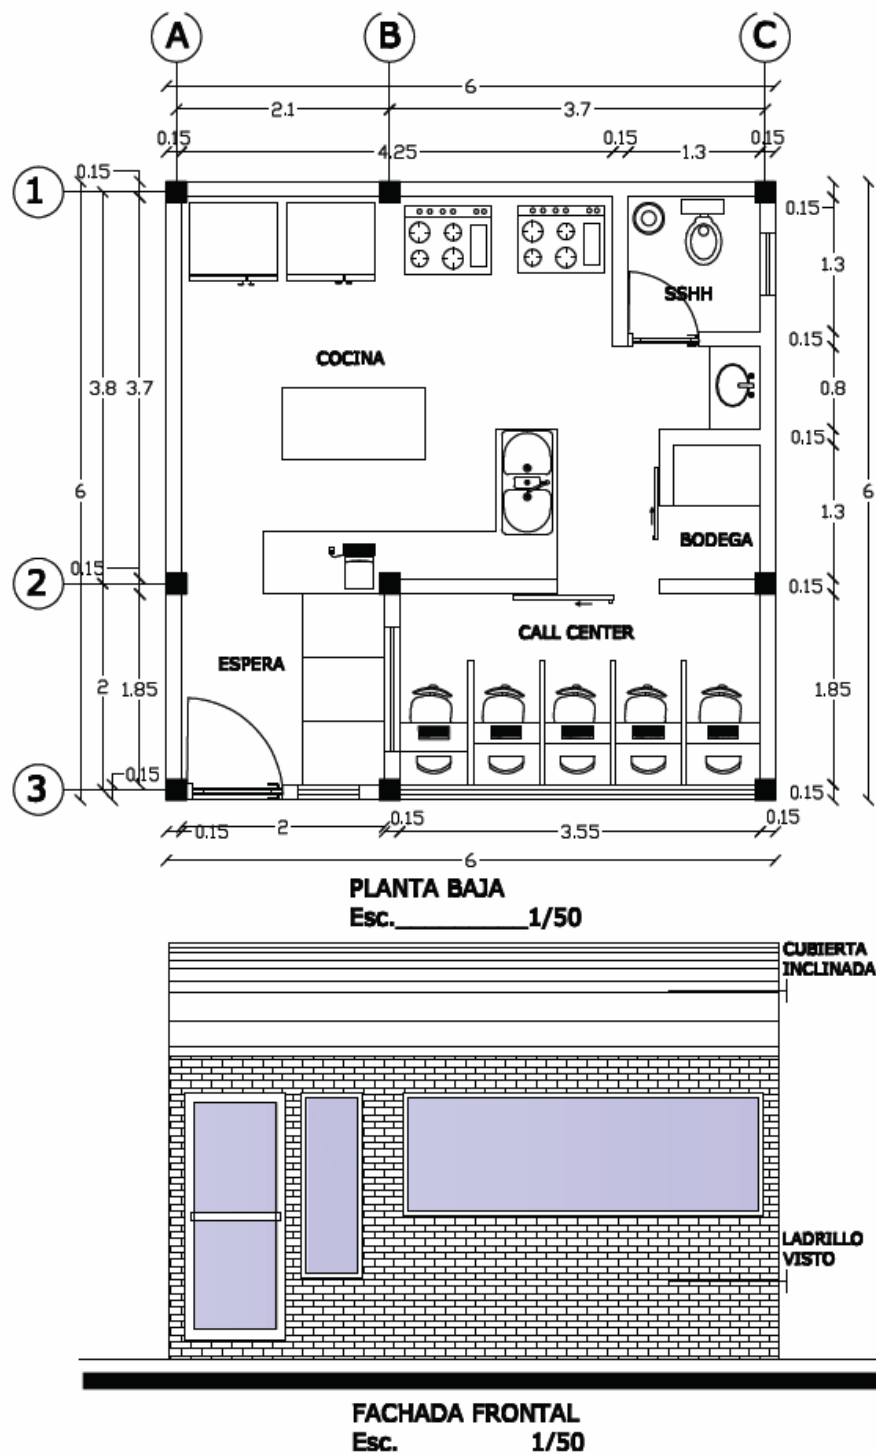 A B C
6
2.1 3.7
0.15 0.15 0.15
4.25 1.3
0.15
1
0.15
1.3
SSHH
0.15
COCINA
3.8 3.7
0.8
0.15
6
6
1.3
BODEGA
0.15
2
0.15
CALL CENTER
ESPERA
2 1.85
1.85
0.15
3
0.15
0.15 2 0.15 3.55 0.15
6
PLANTA BAJA
Esc.__________1/50
CUBIERTA
INCLINADA
LADRILLO
VISTO
FACHADA FRONTAL
Esc. 1/50